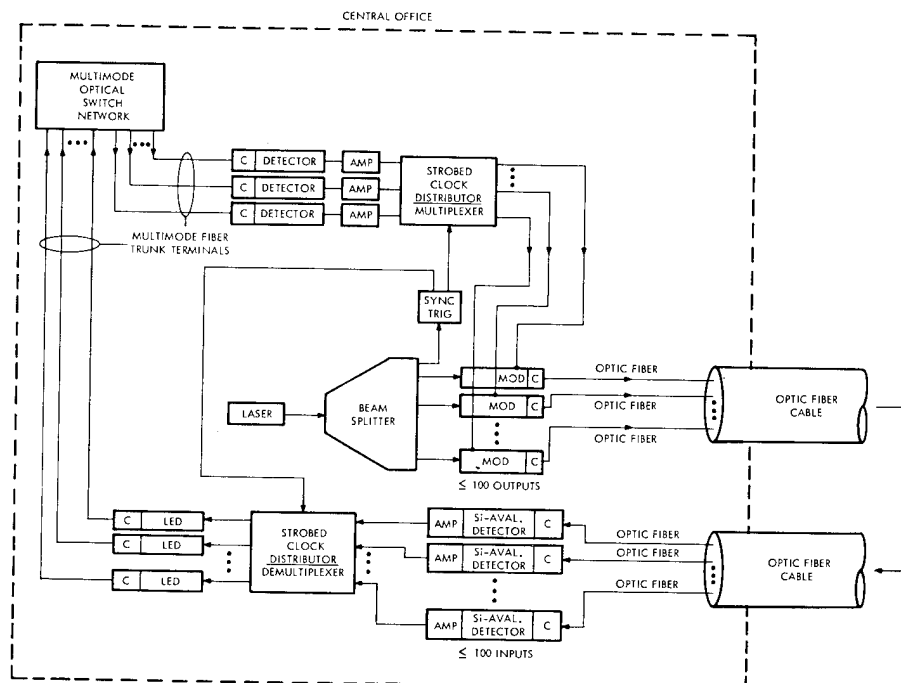 CENTRAL OFFICE
MULTIMODE
OPTICAL
SWITCH
NETWORK
C DETECTOR AMP
C DETECTOR AMP
C DETECTOR AMP
STROBED
CLOCK
DISTRIBUTOR
MULTIPLEXER
MULTIMODE FIBER
TRUNK TERMINALS
SYNC
TRIG
LASER
BEAM
SPLITTER
MOD C
MOD C
MOD C
≤ 100 OUTPUTS
OPTIC FIBER
OPTIC FIBER
OPTIC FIBER
OPTIC FIBER
CABLE
C LED
C LED
C LED
STROBED
CLOCK
DISTRIBUTOR
DEMULTIPLEXER
AMP Si-AVAL. DETECTOR C
AMP Si-AVAL. DETECTOR C
AMP Si-AVAL. DETECTOR C
≤ 100 INPUTS
OPTIC FIBER
OPTIC FIBER
OPTIC FIBER
OPTIC FIBER
CABLE